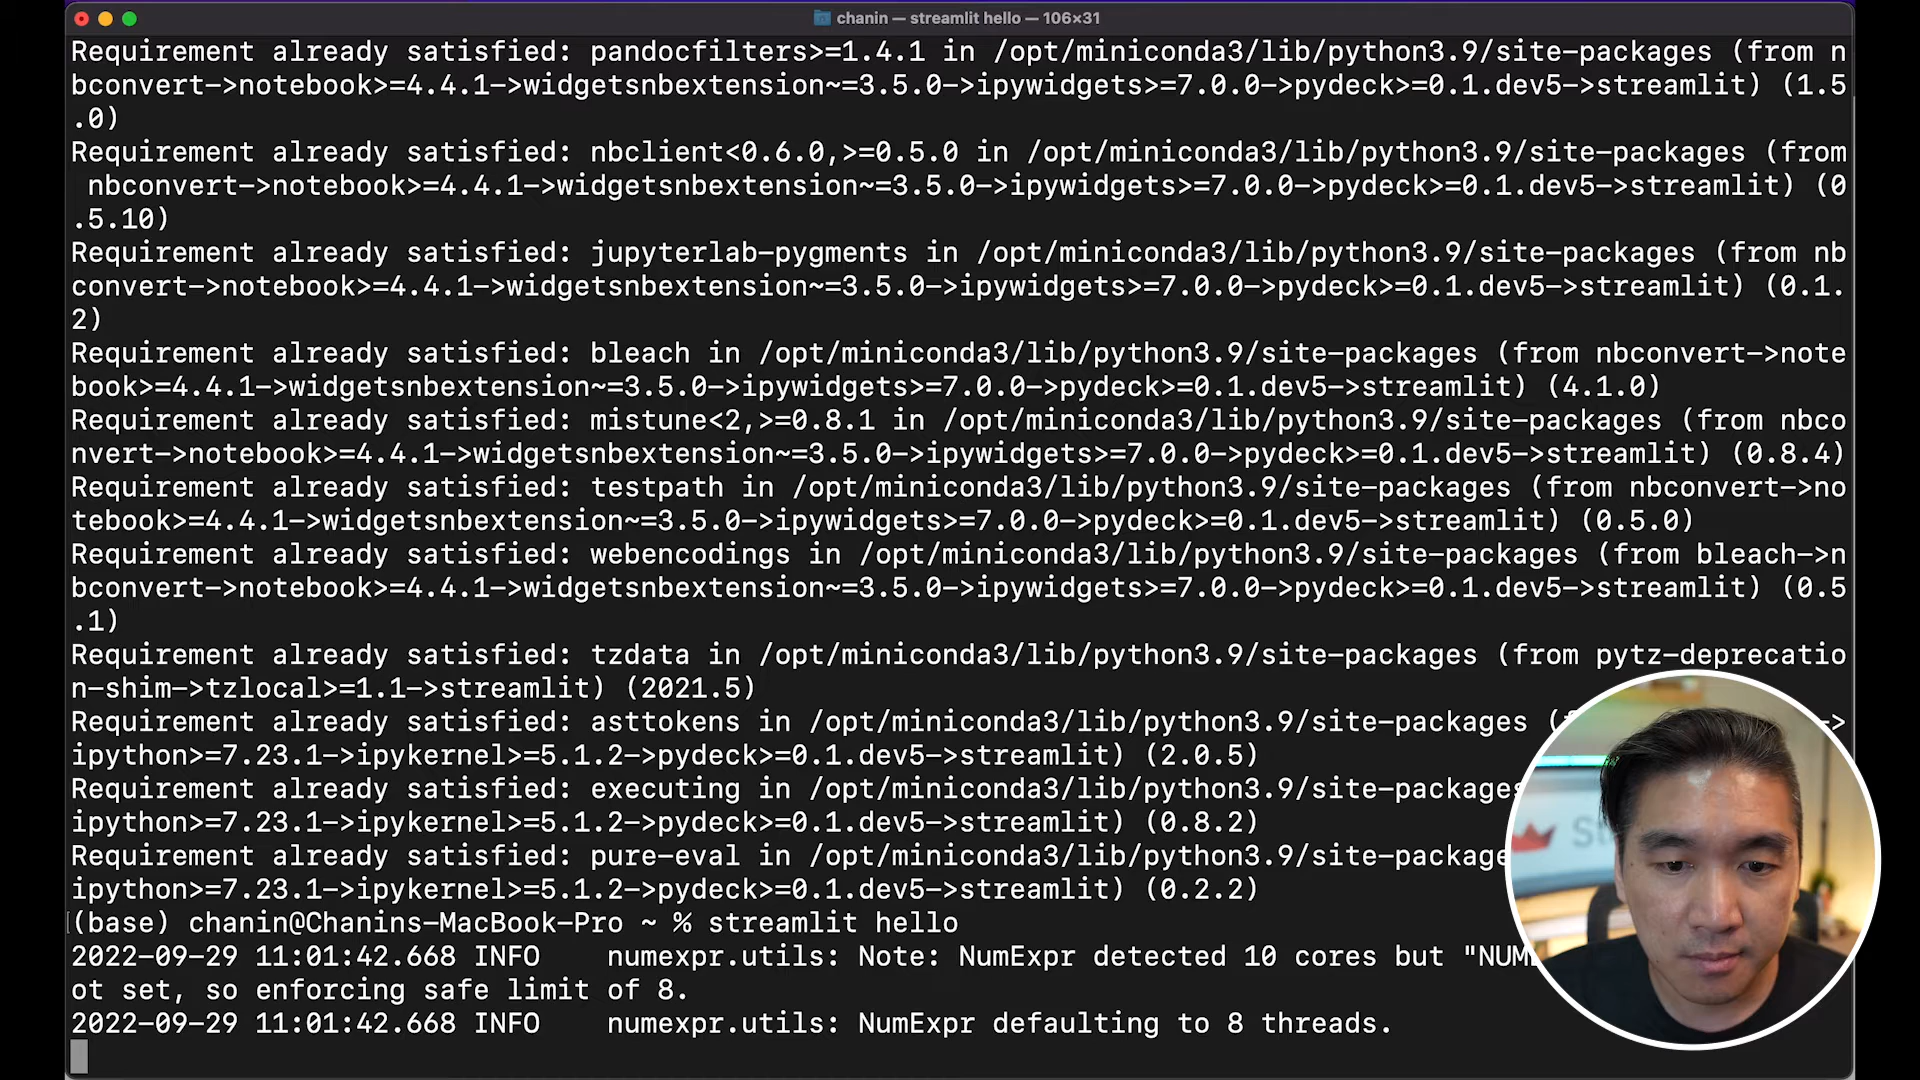 chanin — streamlit hello — 106×31
Requirement already satisfied: pandocfilters>=1.4.1 in /opt/miniconda3/lib/python3.9/site-packages (from n
bconvert->notebook>=4.4.1->widgetsnbextension~=3.5.0->ipywidgets>=7.0.0->pydeck>=0.1.dev5->streamlit) (1.5
.0)
Requirement already satisfied: nbclient<0.6.0,>=0.5.0 in /opt/miniconda3/lib/python3.9/site-packages (from
nbconvert->notebook>=4.4.1->widgetsnbextension~=3.5.0->ipywidgets>=7.0.0->pydeck>=0.1.dev5->streamlit) (0
.5.10)
Requirement already satisfied: jupyterlab-pygments in /opt/miniconda3/lib/python3.9/site-packages (from nb
convert->notebook>=4.4.1->widgetsnbextension~=3.5.0->ipywidgets>=7.0.0->pydeck>=0.1.dev5->streamlit) (0.1.
2)
Requirement already satisfied: bleach in /opt/miniconda3/lib/python3.9/site-packages (from nbconvert->note
book>=4.4.1->widgetsnbextension~=3.5.0->ipywidgets>=7.0.0->pydeck>=0.1.dev5->streamlit) (4.1.0)
Requirement already satisfied: mistune<2,>=0.8.1 in /opt/miniconda3/lib/python3.9/site-packages (from nbco
nvert->notebook>=4.4.1->widgetsnbextension~=3.5.0->ipywidgets>=7.0.0->pydeck>=0.1.dev5->streamlit) (0.8.4)
Requirement already satisfied: testpath in /opt/miniconda3/lib/python3.9/site-packages (from nbconvert->no
tebook>=4.4.1->widgetsnbextension~=3.5.0->ipywidgets>=7.0.0->pydeck>=0.1.dev5->streamlit) (0.5.0)
Requirement already satisfied: webencodings in /opt/miniconda3/lib/python3.9/site-packages (from bleach->n
bconvert->notebook>=4.4.1->widgetsnbextension~=3.5.0->ipywidgets>=7.0.0->pydeck>=0.1.dev5->streamlit) (0.5
.1)
Requirement already satisfied: tzdata in /opt/miniconda3/lib/python3.9/site-packages (from pytz-deprecatio
n-shim->tzlocal>=1.1->streamlit) (2021.5)
Requirement already satisfied: asttokens in /opt/miniconda3/lib/python3.9/site-packages
ipython>=7.23.1->ipykernel>=5.1.2->pydeck>=0.1.dev5->streamlit) (2.0.5)
Requirement already satisfied: executing in /opt/miniconda3/lib/python3.9/site-packages
ipython>=7.23.1->ipykernel>=5.1.2->pydeck>=0.1.dev5->streamlit) (0.8.2)
Requirement already satisfied: pure-eval in /opt/miniconda3/lib/python3.9/site-package
ipython>=7.23.1->ipykernel>=5.1.2->pydeck>=0.1.dev5->streamlit) (0.2.2)
(base) chanin@Chanins-MacBook-Pro ~ % streamlit hello
2022-09-29 11:01:42.668 INFO numexpr.utils: Note: NumExpr detected 10 cores but
ot set, so enforcing safe limit of 8.
2022-09-29 11:01:42.668 INFO numexpr.utils: NumExpr defaulting to 8 threads.